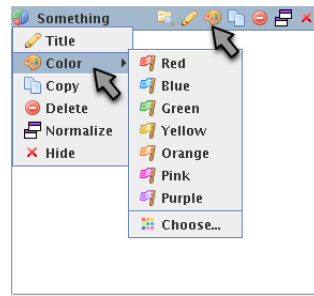 Something
Title
Color
Copy
Delete
Normalize
Hide
Red
Blue
Green
Yellow
Orange
Pink
Purple
Choose...